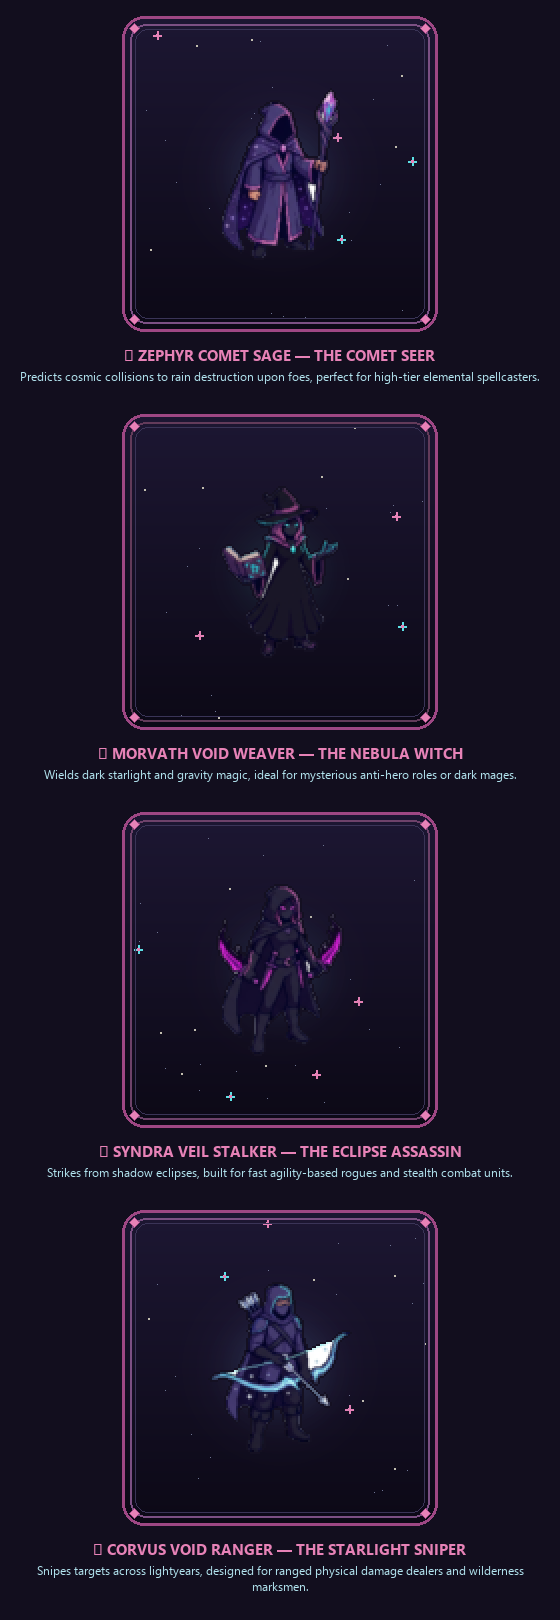 ▯ ZEPHYR COMET SAGE — THE COMET SEER
Predicts cosmic collisions to rain destruction upon foes, perfect for high-tier elemental spellcasters.
▯ MORVATH VOID WEAVER — THE NEBULA WITCH
Wields dark starlight and gravity magic, ideal for mysterious anti-hero roles or dark mages.
▯ SYNDRA VEIL STALKER — THE ECLIPSE ASSASSIN
Strikes from shadow eclipses, built for fast agility-based rogues and stealth combat units.
▯ CORVUS VOID RANGER — THE STARLIGHT SNIPER
Snipes targets across lightyears, designed for ranged physical damage dealers and wilderness
marksmen.